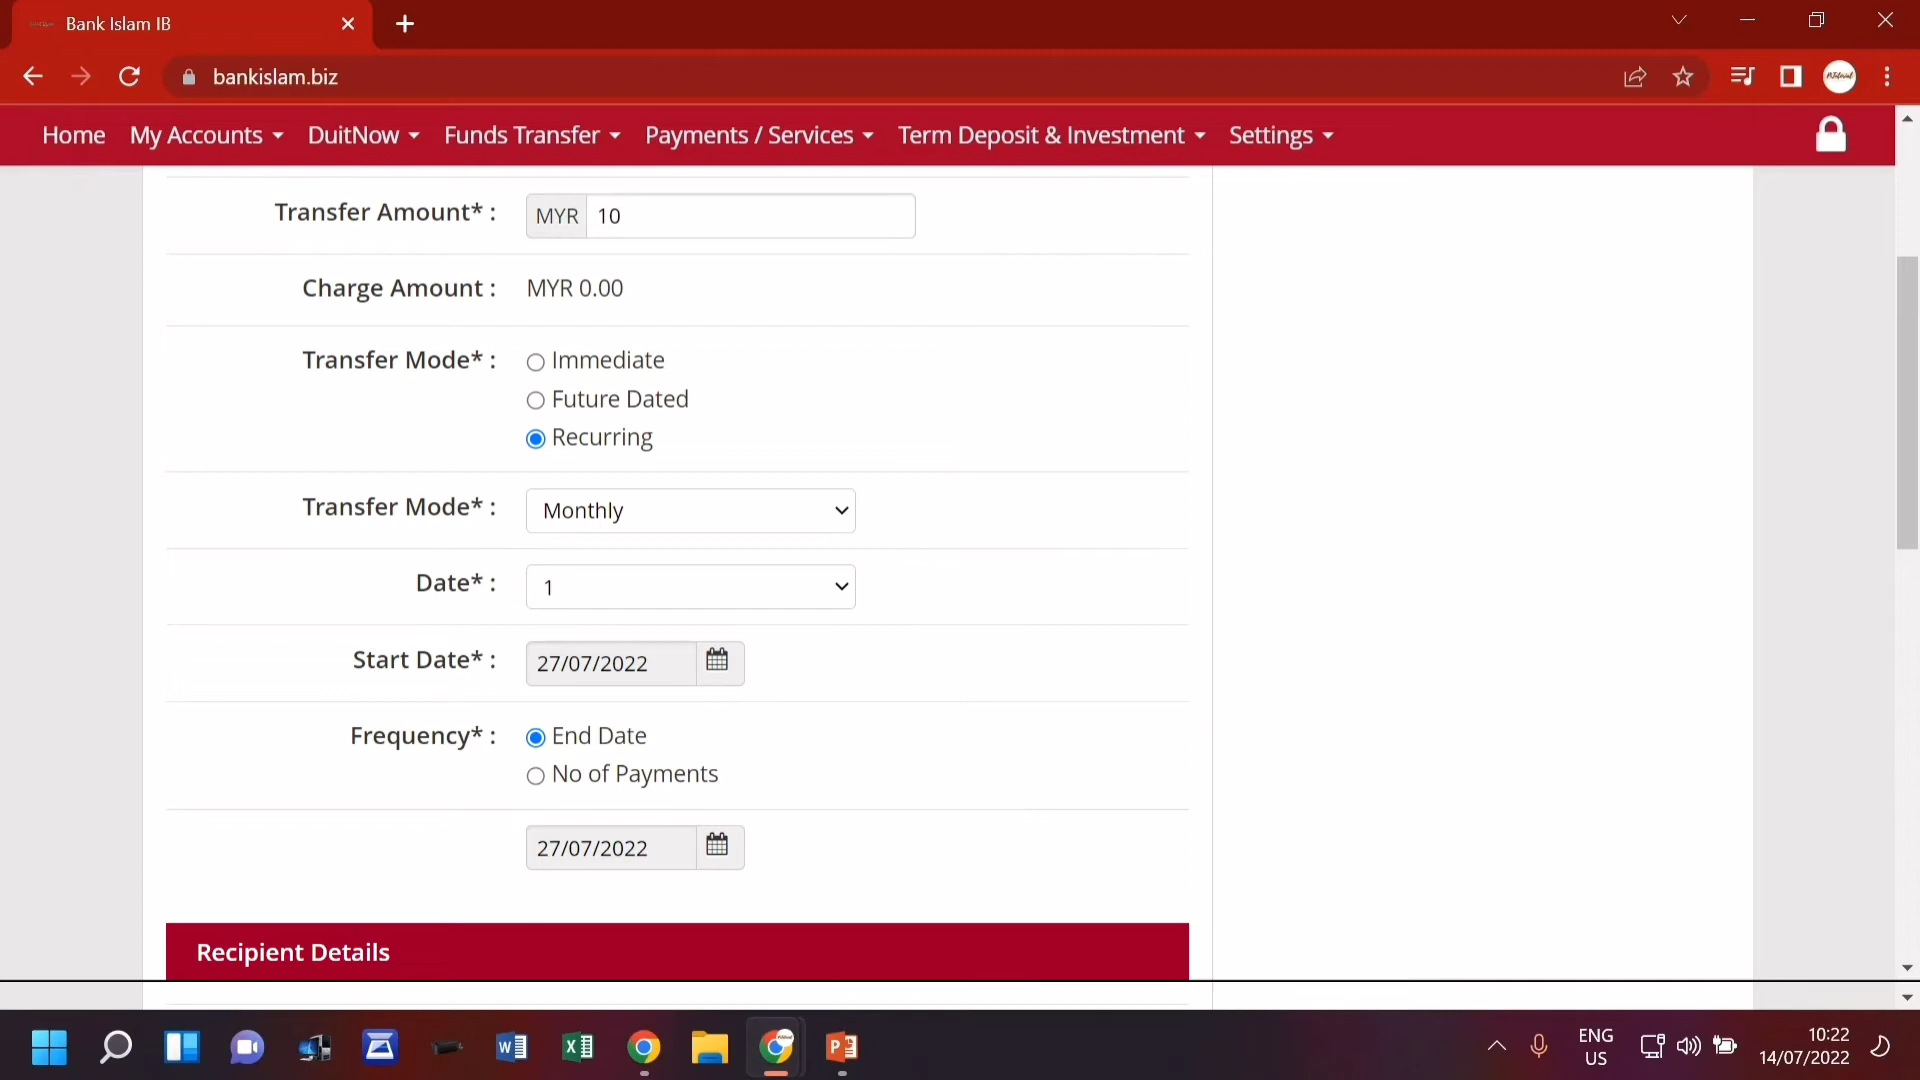 Bank Islam IB
bankislam.biz
Home My Accounts DuitNow Funds Transfer Payments / Services Term Deposit & Investment Settings
Transfer Amount* : MYR 10
Charge Amount : MYR 0.00
Transfer Mode* : Immediate
Future Dated
Recurring
Transfer Mode* : Monthly
Date* : 1
Start Date* : 27/07/2022
Frequency* : End Date
No of Payments
27/07/2022
Recipient Details
ENG
US
10:22
14/07/2022